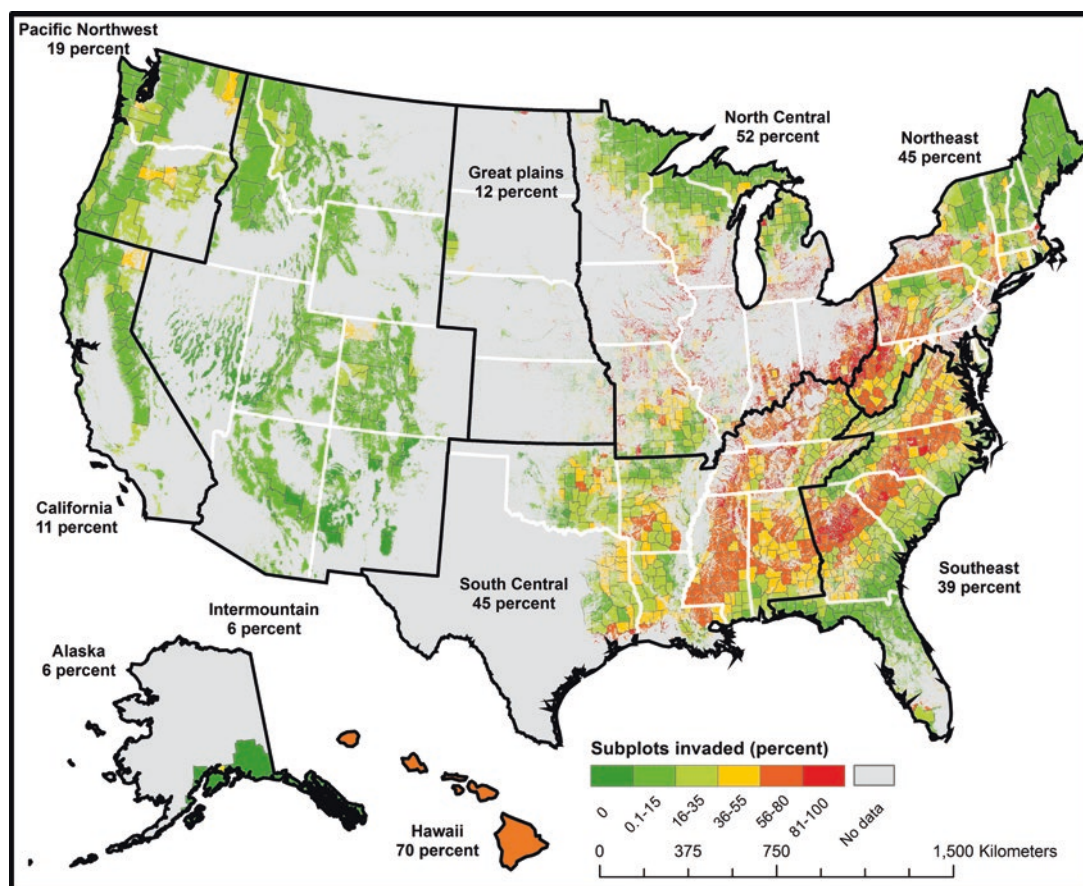 Pacific Northwest
19 percent
North Central
52 percent
Northeast
45 percent
Great plains
12 percent
California
11 percent
South Central
45 percent
Southeast
39 percent
Intermountain
6 percent
Alaska
6 percent
Hawaii
70 percent
Subplots invaded (percent)
0
0.1-15
16-35
36-55
56-80
81-100
No data
0 375 750 1,500 Kilometers